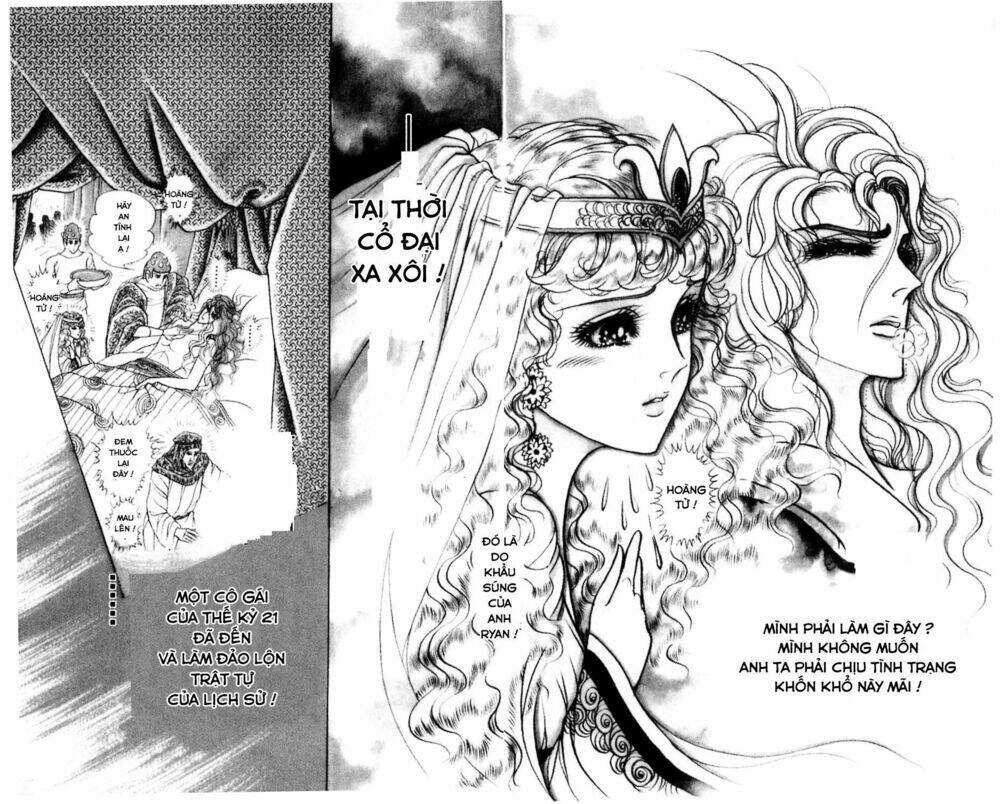 TẠI THỜI
CỔ ĐẠI
XA XÔI !
HOÀNG
TỬ !
HÃY
AN
TĨNH
LẠI
Ạ !
HOÀNG
TỬ !
ĐEM
THUỐC
LẠI
ĐÂY !
MAU
LÊN !
MỘT CÔ GÁI
CỦA THẾ KỶ 21
ĐÃ ĐẾN
VÀ LÀM ĐẢO LỘN
TRẬT TỰ
CỦA LỊCH SỬ !
HOÀNG
TỬ !
ĐÓ LÀ
DO
KHẨU
SÚNG
CỦA
ANH
RYAN !
MÌNH PHẢI LÀM GÌ ĐÂY ?
MÌNH KHÔNG MUỐN
ANH TA PHẢI CHỊU TÌNH TRẠNG
KHỐN KHỔ NÀY MÃI !